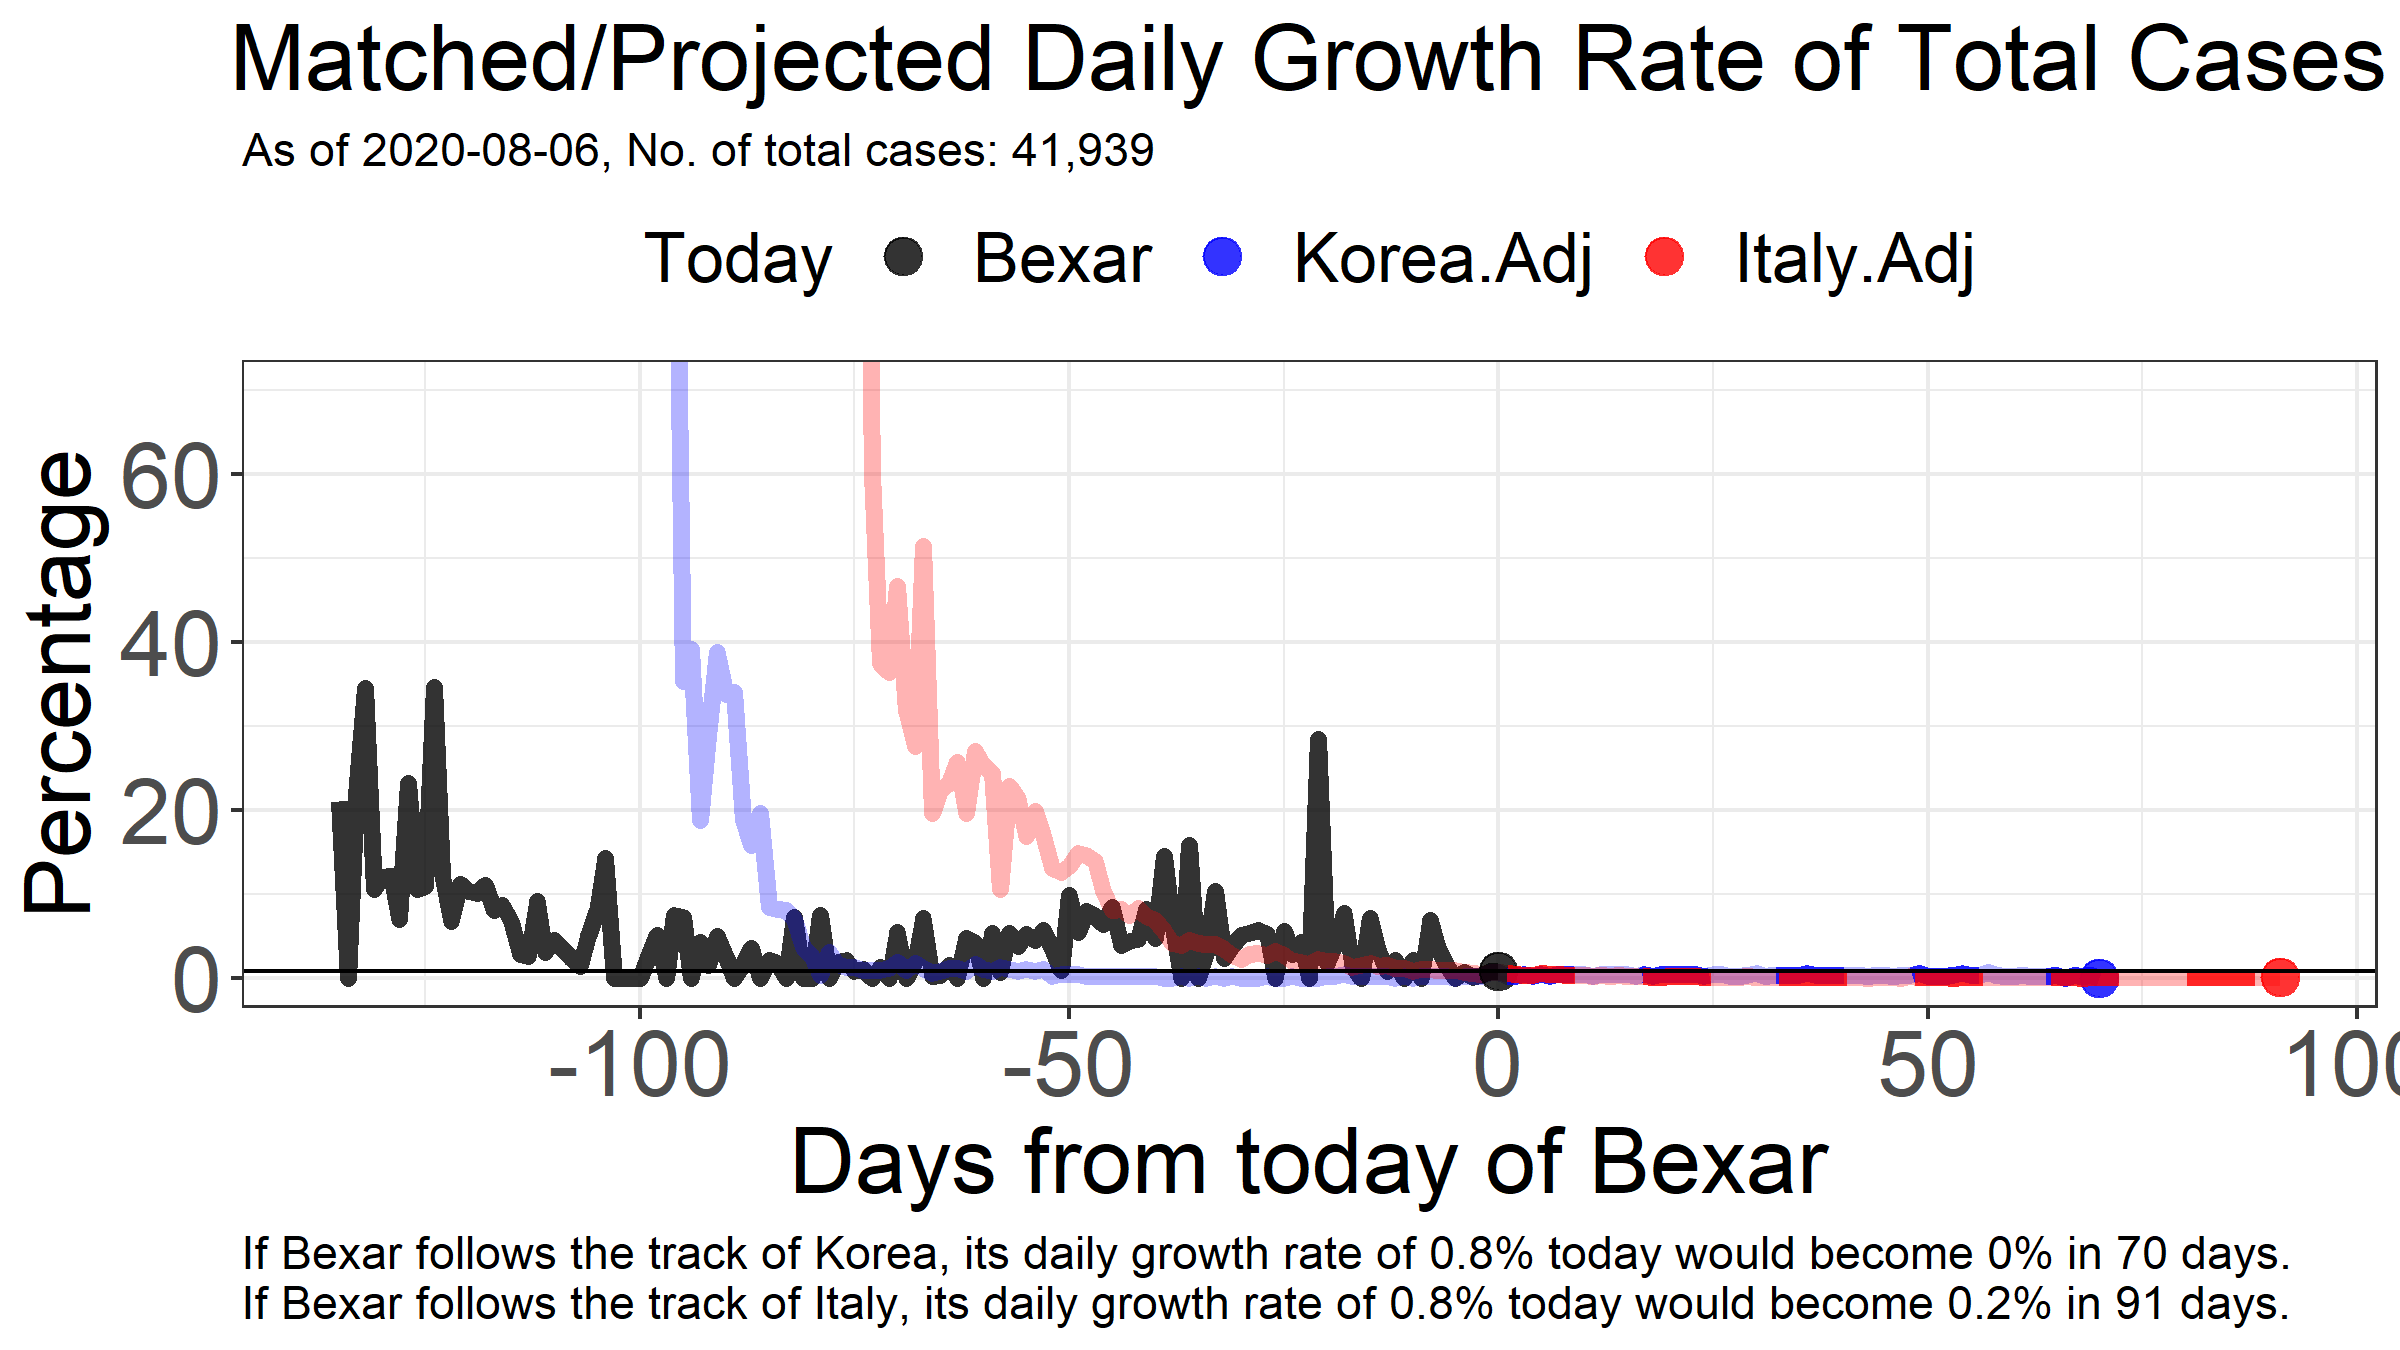 Matched/Projected Daily Growth Rate of Total Cases
As of 2020-08-06, No. of total cases: 41,939
Today Bexar Korea.Adj Italy.Adj
Percentage
60
40
20
0
-100 -50 0 50 100
Days from today of Bexar
If Bexar follows the track of Korea, its daily growth rate of 0.8% today would become 0% in 70 days.
If Bexar follows the track of Italy, its daily growth rate of 0.8% today would become 0.2% in 91 days.